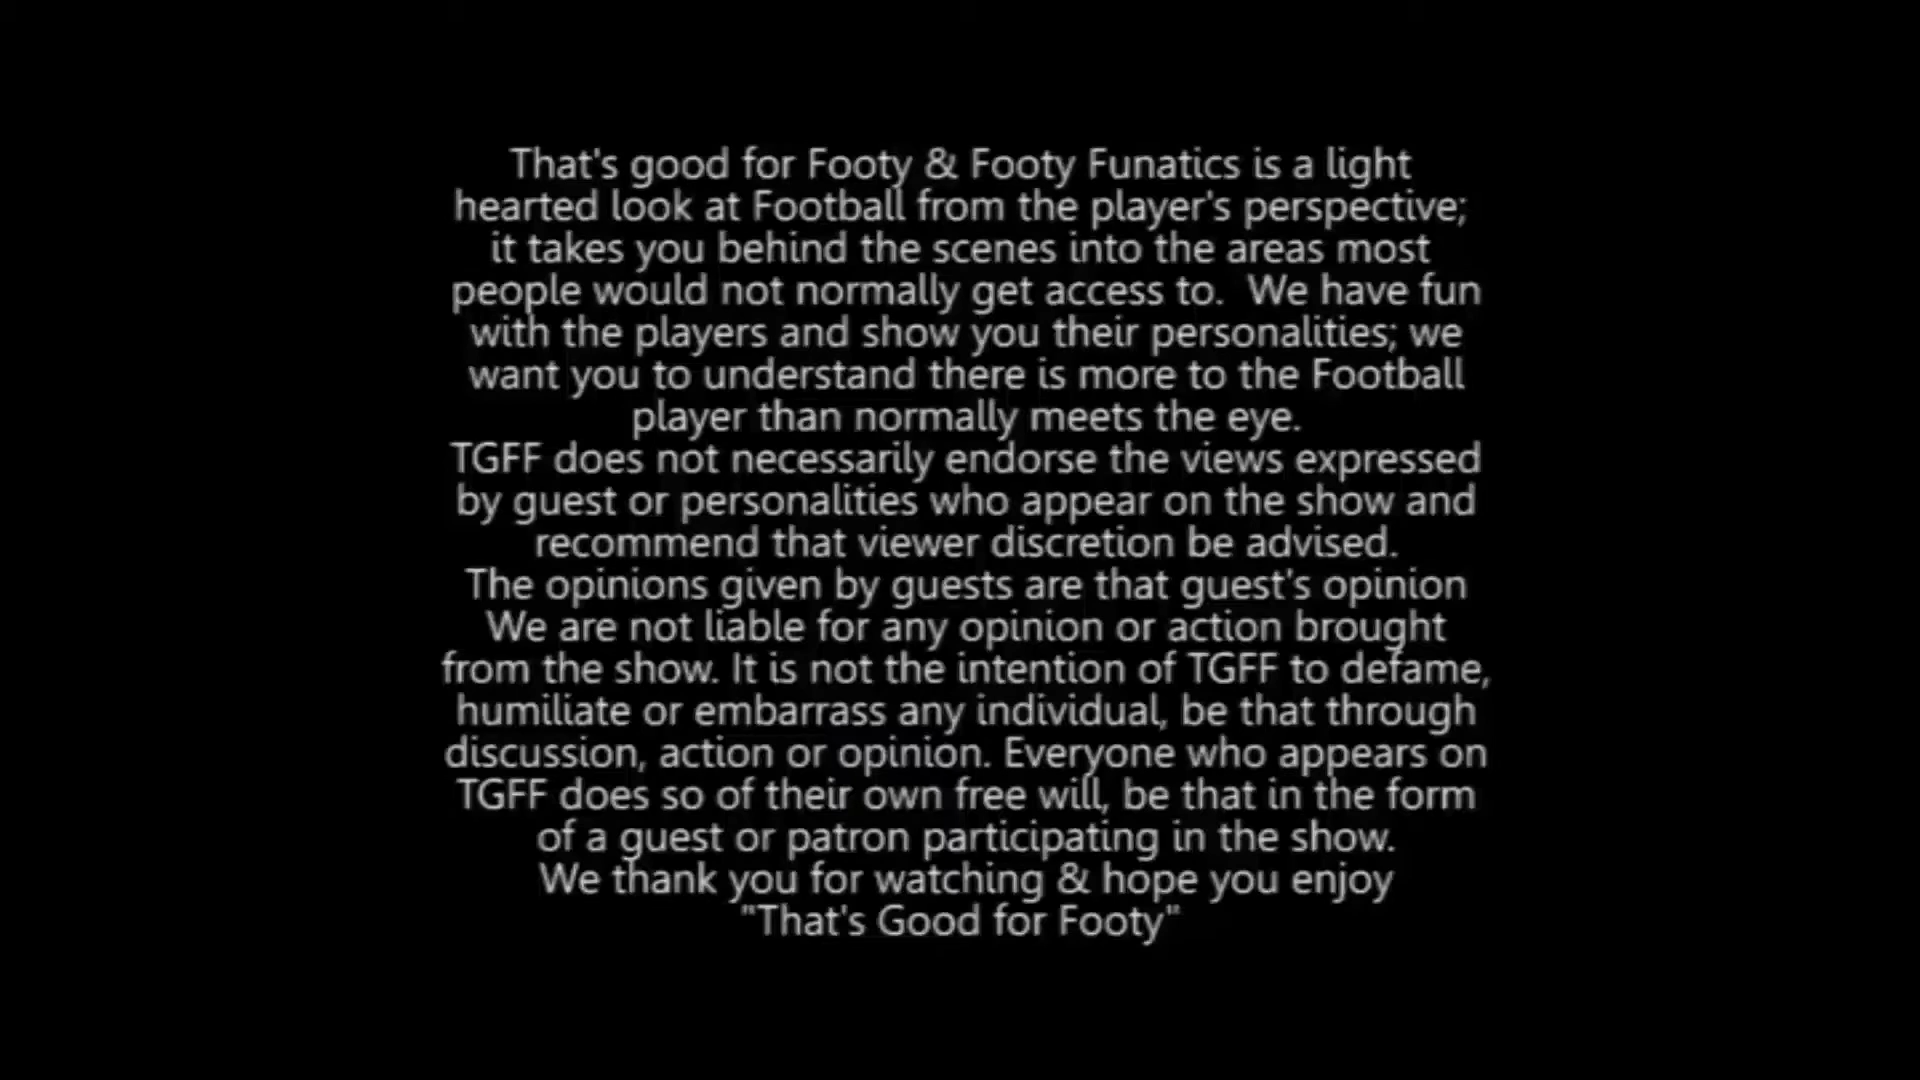 That's good for Footy & Footy Funatics is a light
hearted look at Football from the player's perspective;
it takes you behind the scenes into the areas most
people would not normally get access to.  We have fun
with the players and show you their personalities; we
want you to understand there is more to the Football
player than normally meets the eye.
TGFF does not necessarily endorse the views expressed
by guest or personalities who appear on the show and
recommend that viewer discretion be advised.
The opinions given by guests are that guest's opinion
We are not liable for any opinion or action brought
from the show. It is not the intention of TGFF to defame,
humiliate or embarrass any individual, be that through
discussion, action or opinion. Everyone who appears on
TGFF does so of their own free will, be that in the form
of a guest or patron participating in the show.
We thank you for watching & hope you enjoy
"That's Good for Footy"